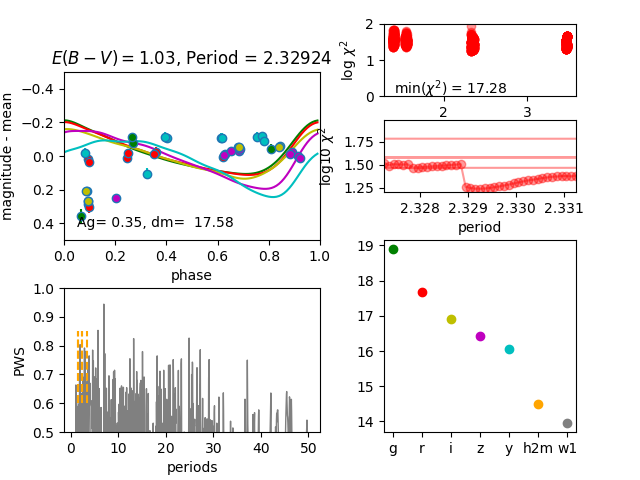 E(B − V) = 1.03, Period = 2.32924
magnitude - mean
−0.4
−0.2
0.0
0.2
0.4
Ag= 0.35, dm= 17.58
0.0 0.2 0.4 0.6 0.8 1.0
phase
log χ²
2
1
0
min(χ²) = 17.28
2 3
log10 χ²
1.75
1.50
1.25
2.328 2.329 2.330 2.331
period
PWS
1.0
0.9
0.8
0.7
0.6
0.5
0 10 20 30 40 50
periods
19
18
17
16
15
14
g r i z y h2m w1